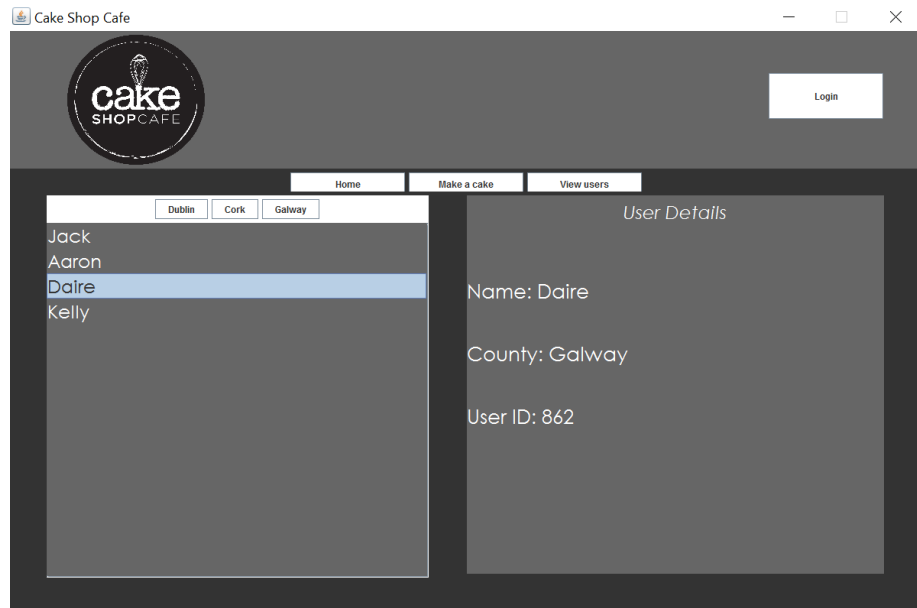 Cake Shop Cafe
cake
SHOPCAFE
Login
Home Make a cake View users
Dublin Cork Galway
Jack
Aaron
Daire
Kelly
User Details
Name: Daire
County: Galway
User ID: 862